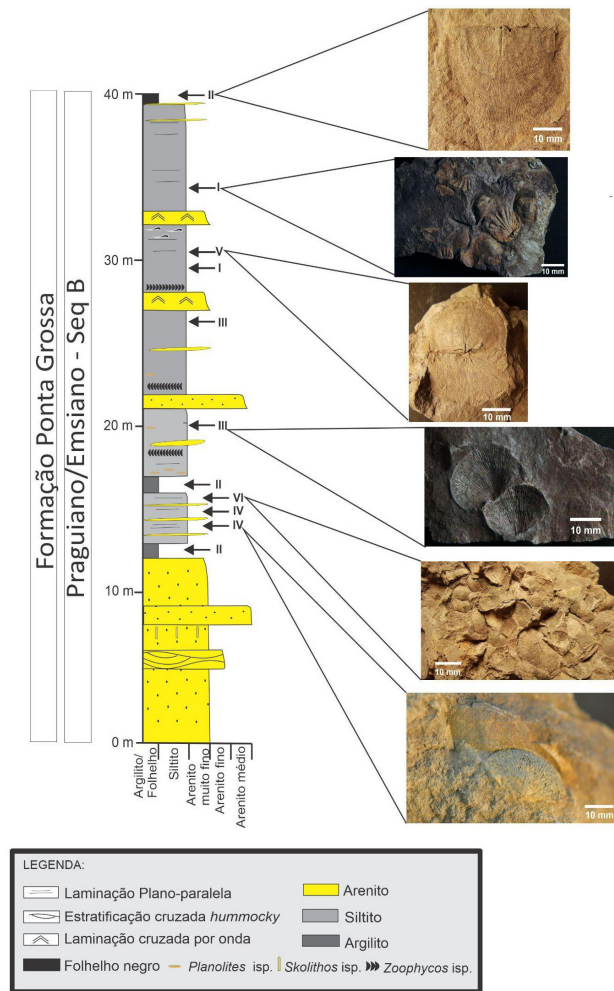 Formação Ponta Grossa
Praguiano/Emsiano - Seq B
40 m
II
10 mm
I
10 mm
30 m
V
I
10 mm
III
20 m
III
10 mm
II
VI
IV
IV
10 mm
II
10 m
10 mm
0 m
Argilito/
Folhelho
Siltito
Arenito
muito fino
Arenito fino
Arenito médio
LEGENDA:
Laminação Plano-paralela
Estratificação cruzada hummocky
Laminação cruzada por onda
Folhelho negro
Arenito
Siltito
Argilito
Planolites isp.
Skolithos isp.
Zoophycos isp.